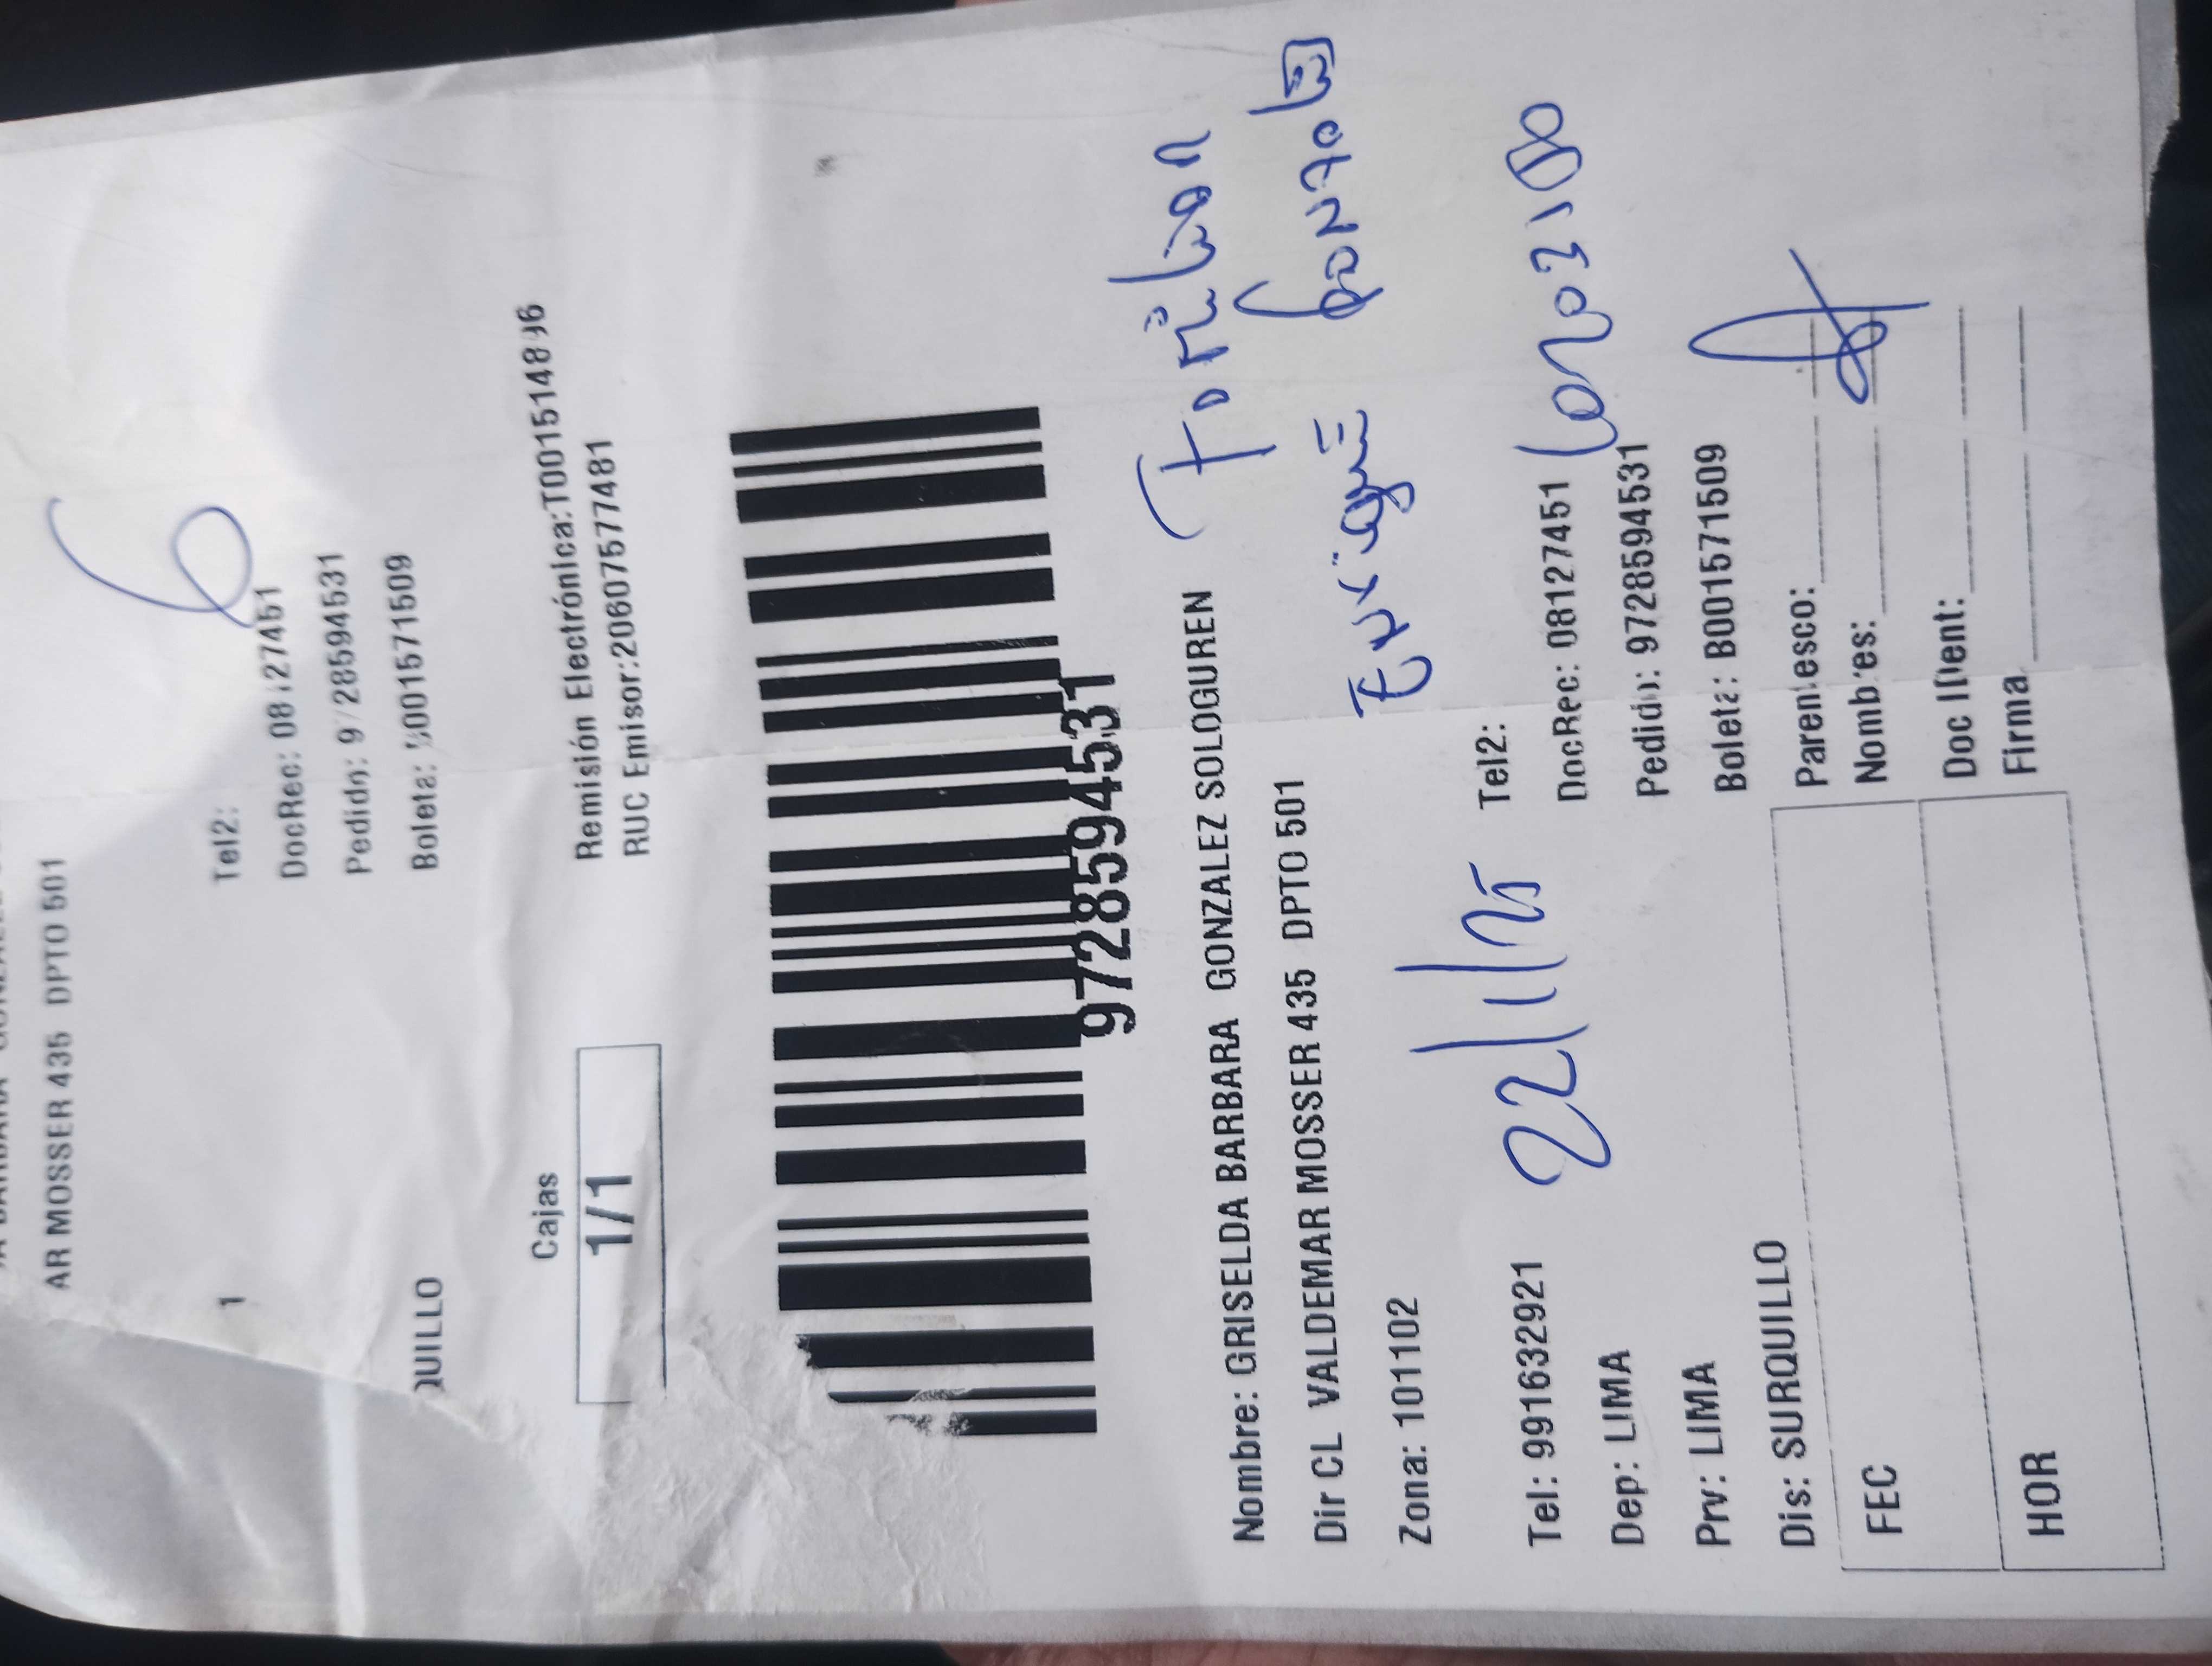 AR MOSSER 435 DPTO 501
1
Tel2:
DocRec: 08127451
Pedido: 9728594531
QUILLO
Boleta: B001571509
6
Cajas
1/1
Remisión Electrónica:T001514896
RUC Emisor:20607577481
9728594531
Nombre: GRISELDA BARBARA GONZALEZ SOLOGUREN
Dir CL VALDEMAR MOSSER 435 DPTO 501
Zona: 101102
Familiar
Enrique Gonzalez
Tel: 991632921
22/1/25
Tel2:
Dep: LIMA
DocRec: 08127451
Prv: LIMA
Pedido: 9728594531
Dis: SURQUILLO
Boleta: B001571509
FEC
HOR
Parentesco:
Nombres:
Doc IDent:
Firma